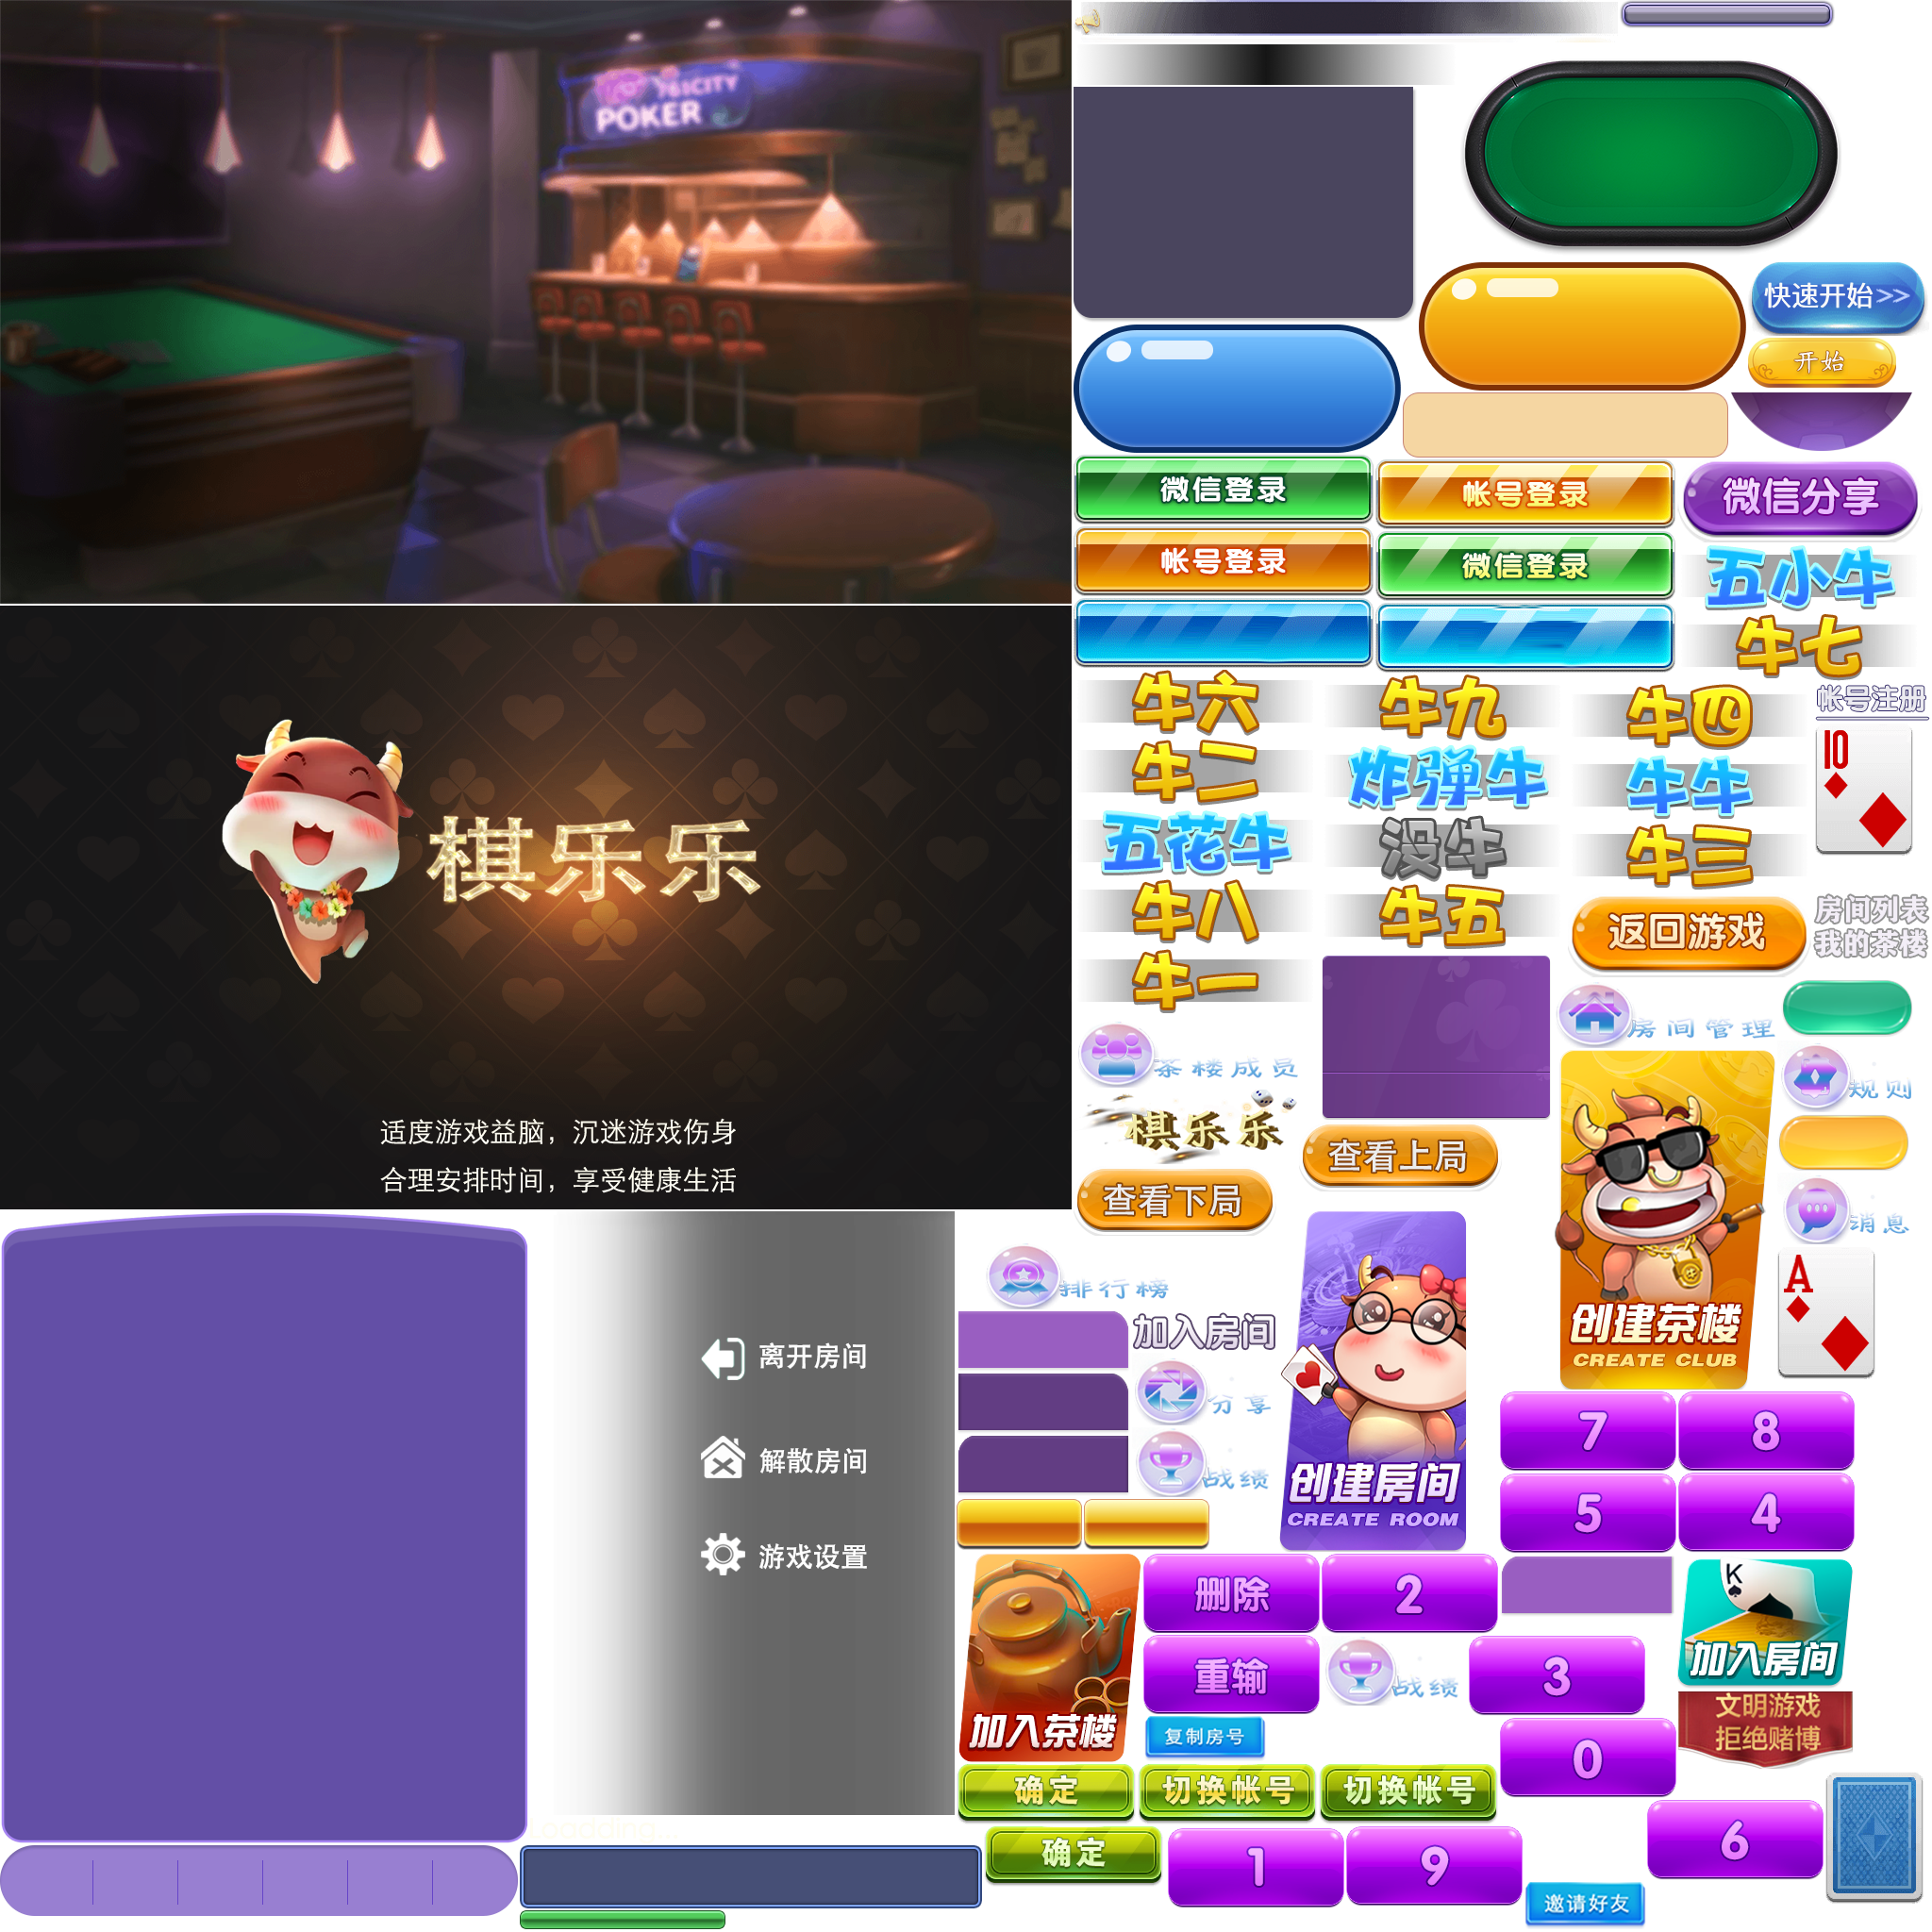 POKER
快速开始>>
开始
微信登录
帐号登录
微信分享
帐号登录
微信登录
五小牛
牛七
牛六
牛九
牛四
帐号注册
牛二
炸弹牛
牛牛
10
五花牛
没牛
牛三
牛八
牛五
返回游戏
房间列表
我的茶楼
牛一
棋乐乐
适度游戏益脑，沉迷游戏伤身
合理安排时间，享受健康生活
茶楼成员
房间管理
规则
棋乐乐
查看上局
查看下局
消息
排行榜
加入房间
A
创建茶楼
CREATE CLUB
离开房间
解散房间
游戏设置
分享
战绩
创建房间
CREATE ROOM
7
8
5
4
删除
2
K
加入房间
重输
战绩
3
加入茶楼
复制房号
文明游戏
拒绝赌博
0
确定
切换帐号
切换帐号
确定
1
9
6
邀请好友